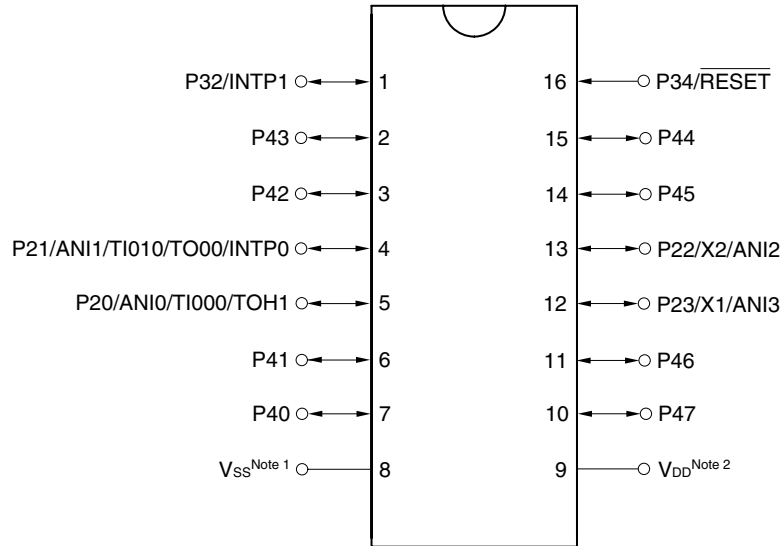 P32/INTP1 1 16 P34/RESET
P43 2 15 P44
P42 3 14 P45
P21/ANI1/TI010/TO00/INTP0 4 13 P22/X2/ANI2
P20/ANI0/TI000/TOH1 5 12 P23/X1/ANI3
P41 6 11 P46
P40 7 10 P47
VSS Note 1 8 9 VDD Note 2